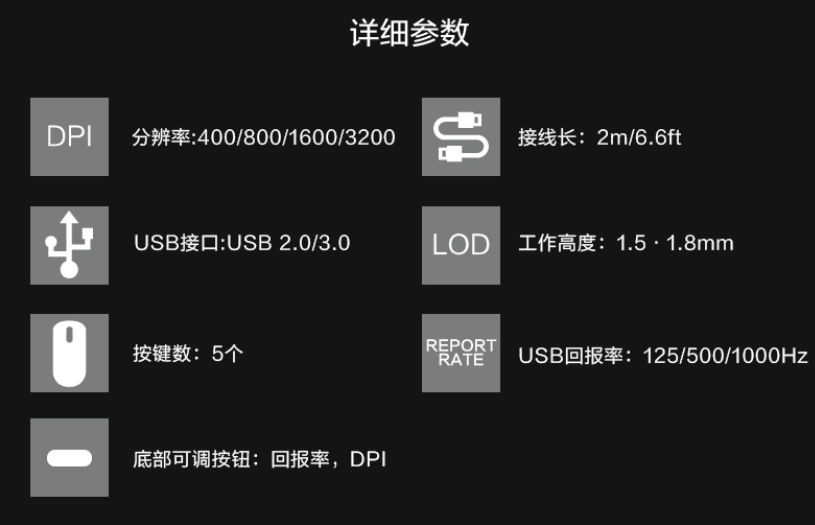 详细参数
DPI
分辨率:400/800/1600/3200
接线长：2m/6.6ft
USB接口:USB 2.0/3.0
LOD
工作高度：1.5 · 1.8mm
按键数：5个
REPORT
RATE
USB回报率：125/500/1000Hz
底部可调按钮：回报率，DPI